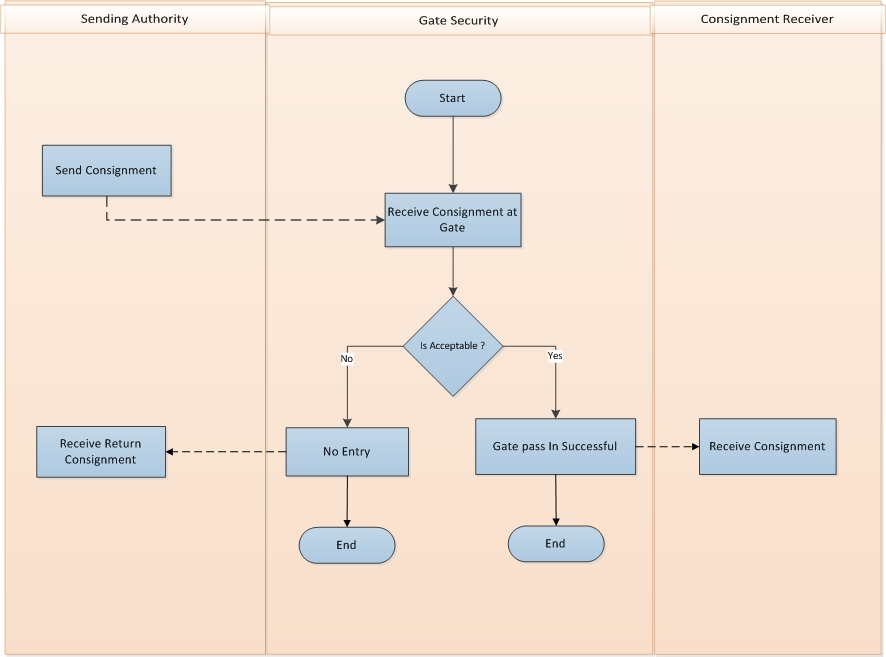 Sending Authority
Gate Security
Consignment Receiver
Start
Send Consignment
Receive Consignment at
Gate
Is Acceptable ?
No
Yes
Receive Return
Consignment
No Entry
Gate pass In Successful
Receive Consignment
End
End